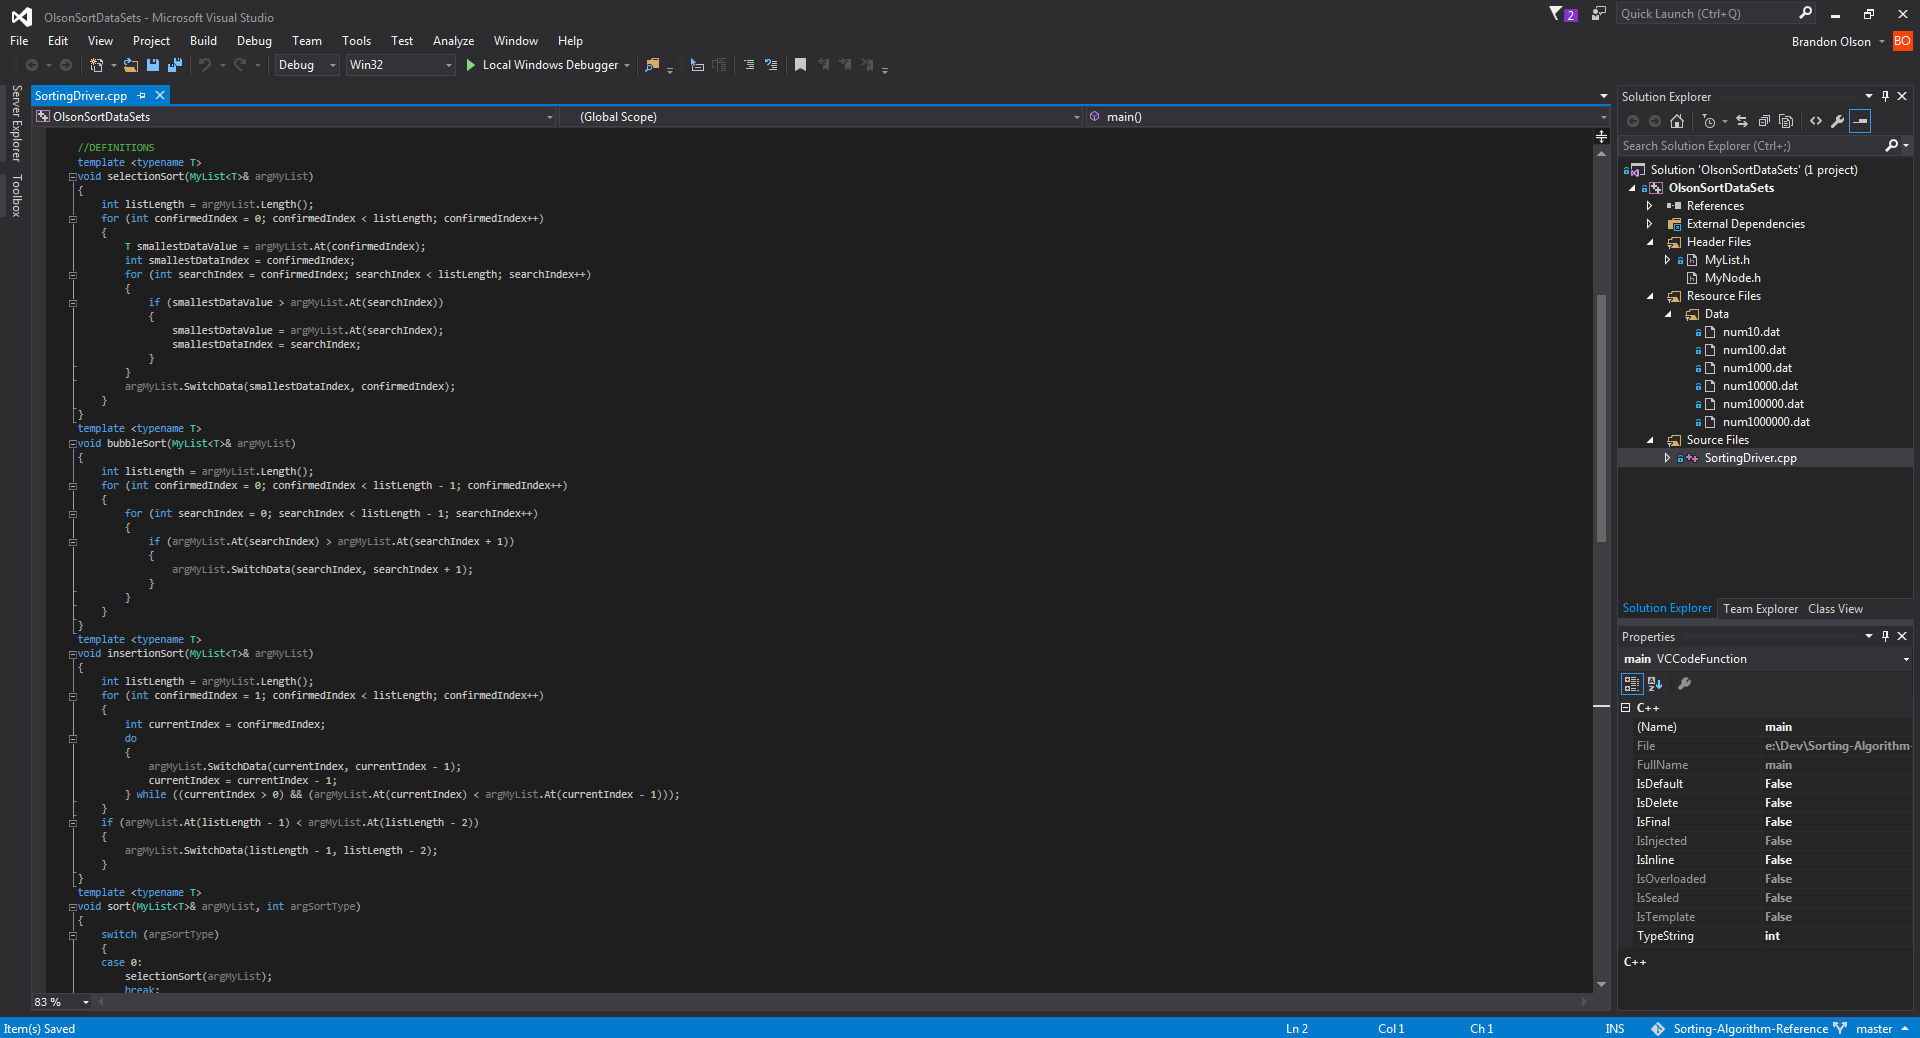 OlsonSortDataSets - Microsoft Visual Studio
2
Quick Launch (Ctrl+Q)
File Edit View Project Build Debug Team Tools Test Analyze Window Help
Brandon Olson BO
Debug Win32 Local Windows Debugger
Server Explorer
Toolbox
SortingDriver.cpp
OlsonSortDataSets (Global Scope) main()
//DEFINITIONS
template <typename T>
void selectionSort(MyList<T>& argMyList)
{
int listLength = argMyList.Length();
for (int confirmedIndex = 0; confirmedIndex < listLength; confirmedIndex++)
{
T smallestDataValue = argMyList.At(confirmedIndex);
int smallestDataIndex = confirmedIndex;
for (int searchIndex = confirmedIndex; searchIndex < listLength; searchIndex++)
{
if (smallestDataValue > argMyList.At(searchIndex))
{
smallestDataValue = argMyList.At(searchIndex);
smallestDataIndex = searchIndex;
}
}
argMyList.SwitchData(smallestDataIndex, confirmedIndex);
}
}
template <typename T>
void bubbleSort(MyList<T>& argMyList)
{
int listLength = argMyList.Length();
for (int confirmedIndex = 0; confirmedIndex < listLength - 1; confirmedIndex++)
{
for (int searchIndex = 0; searchIndex < listLength - 1; searchIndex++)
{
if (argMyList.At(searchIndex) > argMyList.At(searchIndex + 1))
{
argMyList.SwitchData(searchIndex, searchIndex + 1);
}
}
}
}
template <typename T>
void insertionSort(MyList<T>& argMyList)
{
int listLength = argMyList.Length();
for (int confirmedIndex = 1; confirmedIndex < listLength; confirmedIndex++)
{
int currentIndex = confirmedIndex;
do
{
argMyList.SwitchData(currentIndex, currentIndex - 1);
currentIndex = currentIndex - 1;
} while ((currentIndex > 0) && (argMyList.At(currentIndex) < argMyList.At(currentIndex - 1)));
}
if (argMyList.At(listLength - 1) < argMyList.At(listLength - 2))
{
argMyList.SwitchData(listLength - 1, listLength - 2);
}
}
template <typename T>
void sort(MyList<T>& argMyList, int argSortType)
{
switch (argSortType)
{
case 0:
selectionSort(argMyList);
break;
83 %
Solution Explorer
Search Solution Explorer (Ctrl+;)
Solution 'OlsonSortDataSets' (1 project)
OlsonSortDataSets
References
External Dependencies
Header Files
MyList.h
MyNode.h
Resource Files
Data
num10.dat
num100.dat
num1000.dat
num10000.dat
num100000.dat
num1000000.dat
Source Files
SortingDriver.cpp
Solution Explorer Team Explorer Class View
Properties
main VCCodeFunction
C++
(Name) main
File e:\Dev\Sorting-Algorithm-
FullName main
IsDefault False
IsDelete False
IsFinal False
IsInjected False
IsInline False
IsOverloaded False
IsSealed False
IsTemplate False
TypeString int
C++
Item(s) Saved Ln 2 Col 1 Ch 1 INS Sorting-Algorithm-Reference master